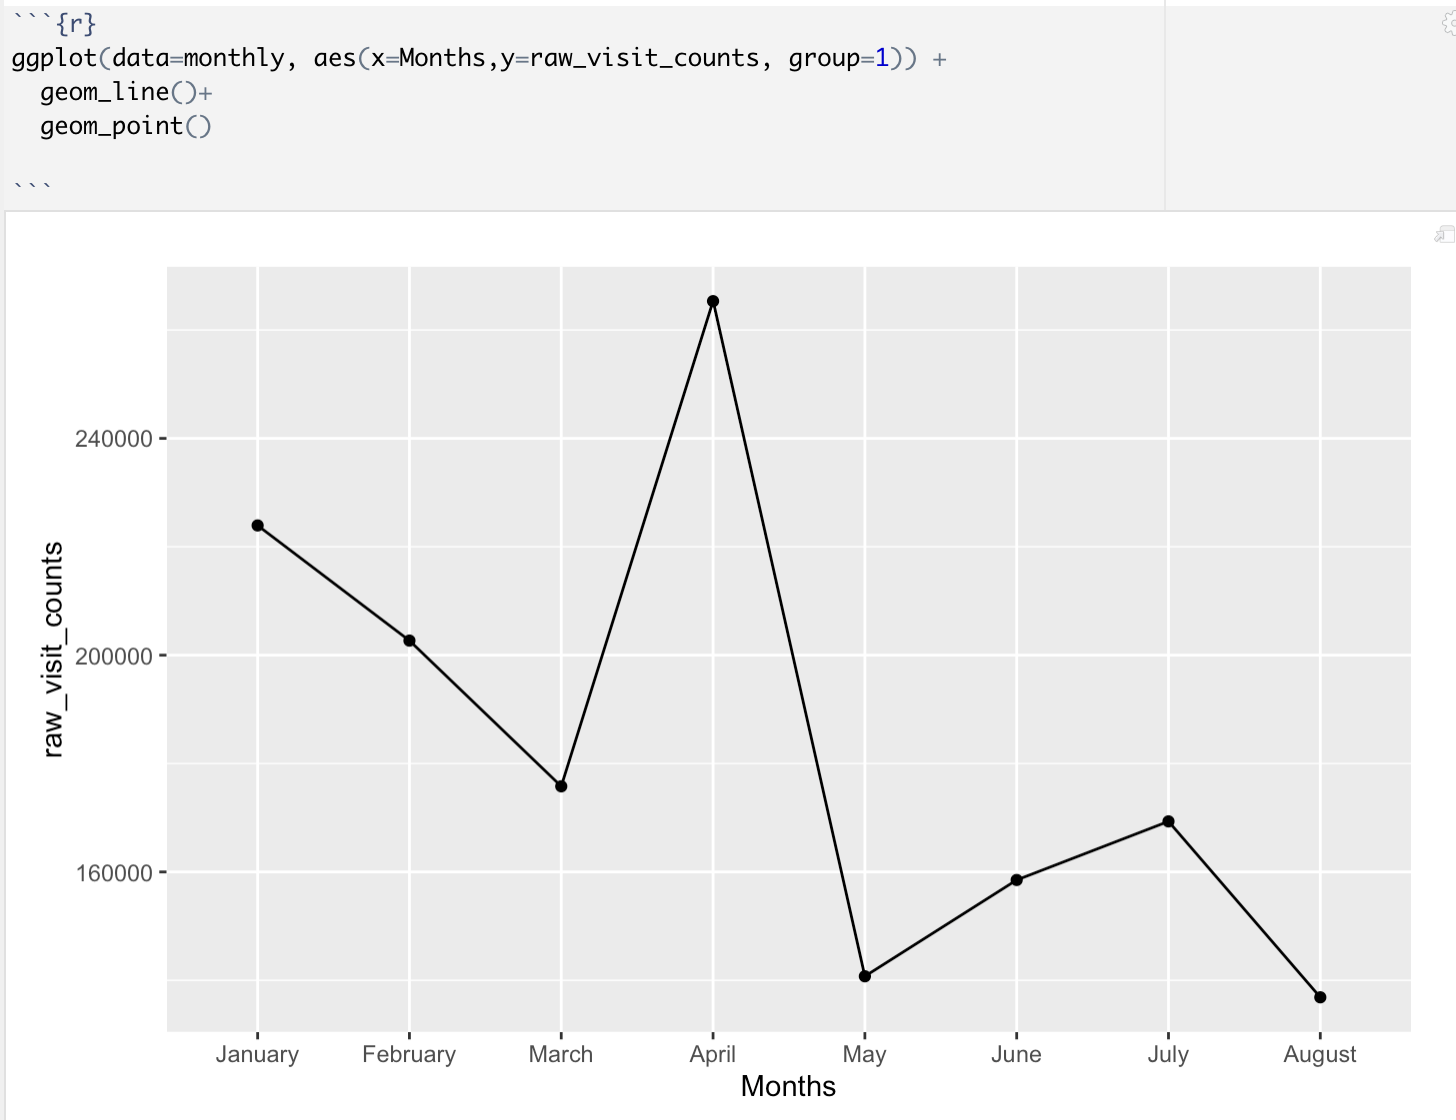 ```{r}
ggplot(data=monthly, aes(x=Months,y=raw_visit_counts, group=1)) +
  geom_line()+
  geom_point()
```
240000
200000
160000
raw_visit_counts
January February March April May June July August
Months